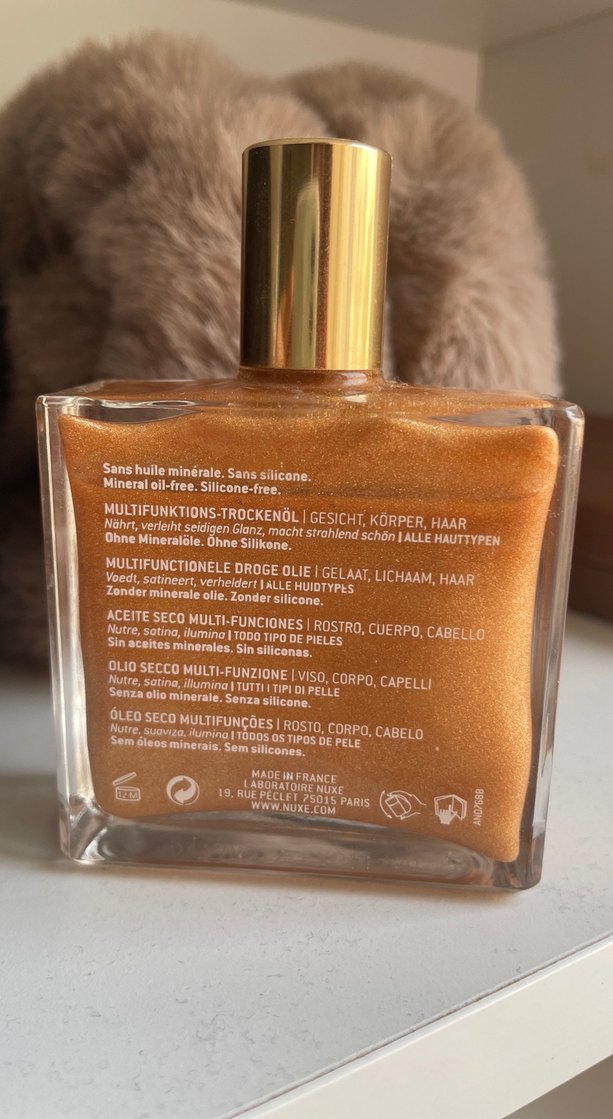 Sans huile minérale. Sans silicone.
Mineral oil-free. Silicone-free.
MULTIFUNKTIONS-TROCKENÖL | GESICHT, KÖRPER, HAAR
Nährt, verleiht seidigen Glanz, macht strahlend schön | ALLE HAUTTYPEN
Ohne Mineralöle. Ohne Silikone.
MULTIFUNCTIONELE DROGE OLIE | GELAAT, LICHAAM, HAAR
Voedt, satineert, verheldert | ALLE HUIDTYPES
Zonder minerale olie. Zonder silicone.
ACEITE SECO MULTI-FUNCIONES | ROSTRO, CUERPO, CABELLO
Nutre, satina, ilumina | TODO TIPO DE PIELES
Sin aceites minerales. Sin siliconas.
OLIO SECCO MULTI-FUNZIONE | VISO, CORPO, CAPELLI
Nutre, satina, illumina | TUTTI I TIPI DI PELLE
Senza olio minerale. Senza silicone.
ÓLEO SECO MULTIFUNÇÕES | ROSTO, CORPO, CABELO
Nutre, suaviza, ilumina | TODOS OS TIPOS DE PELE
Sem óleos minerais. Sem silicones.
12 M
MADE IN FRANCE
LABORATOIRE NUXE
19, RUE PÉCLET 75015 PARIS
WWW.NUXE.COM
AN0768B